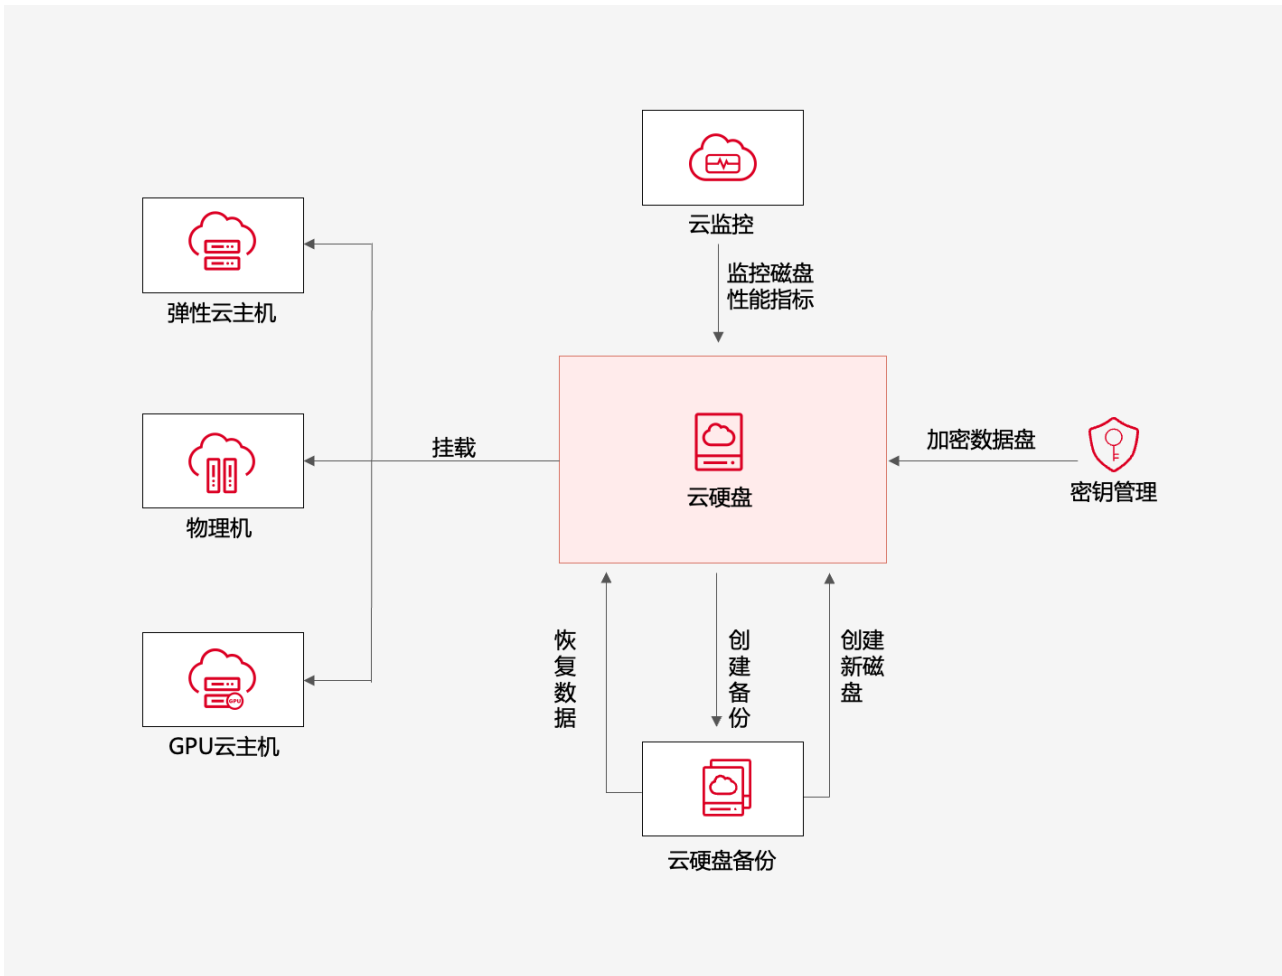 云监控
监控磁盘
性能指标
弹性云主机
挂载
物理机
GPU
GPU云主机
云硬盘
加密数据盘
密钥管理
恢
复
数
据
创
建
备
份
创建
新磁
盘
云硬盘备份